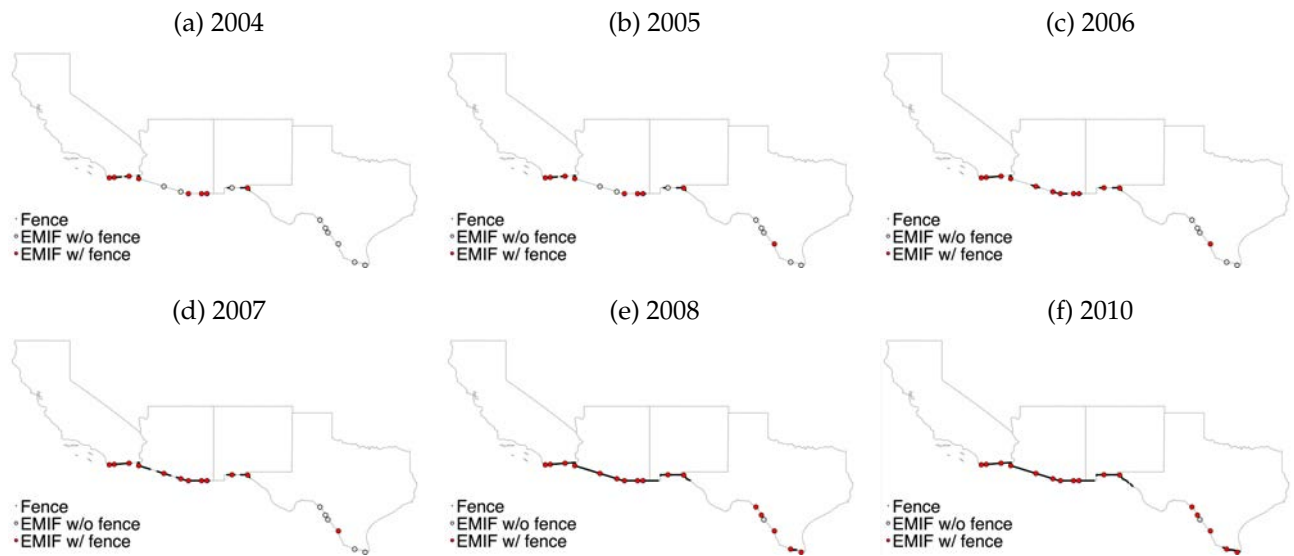 (a) 2004
(b) 2005
(c) 2006
Fence
EMIF w/o fence
EMIF w/ fence
Fence
EMIF w/o fence
EMIF w/ fence
Fence
EMIF w/o fence
EMIF w/ fence
(d) 2007
(e) 2008
(f) 2010
Fence
EMIF w/o fence
EMIF w/ fence
Fence
EMIF w/o fence
EMIF w/ fence
Fence
EMIF w/o fence
EMIF w/ fence